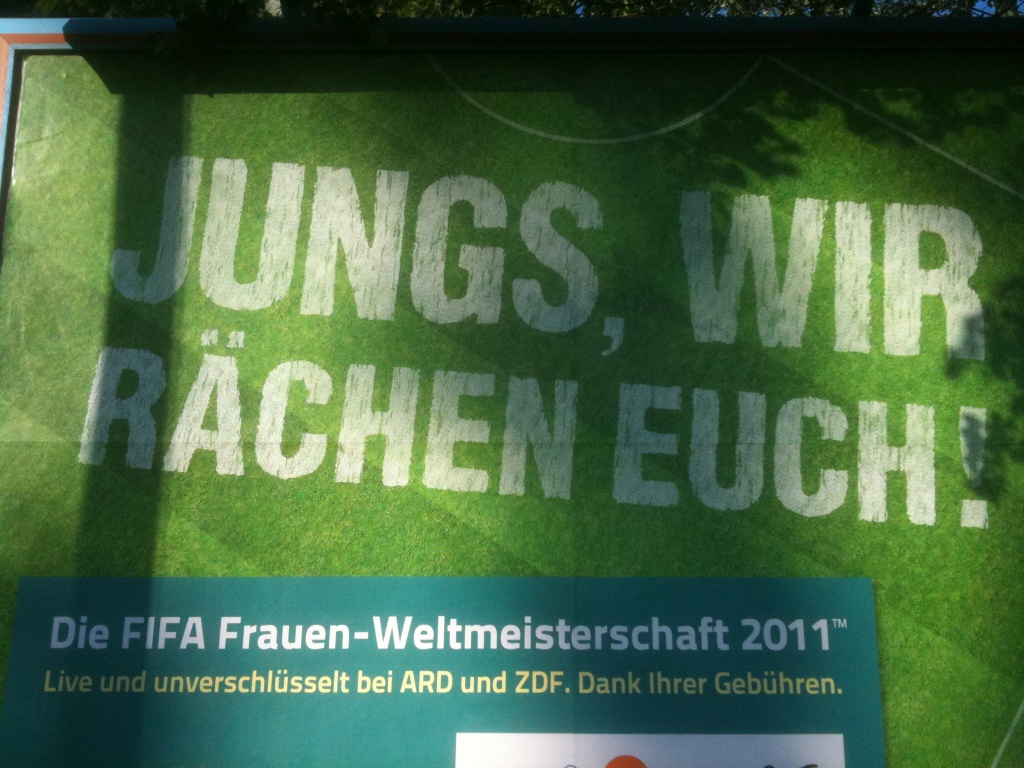 JUNGS, WIR
RÄCHEN EUCH!
Die FIFA Frauen-Weltmeisterschaft 2011™
Live und unverschlüsselt bei ARD und ZDF. Dank Ihrer Gebühren.